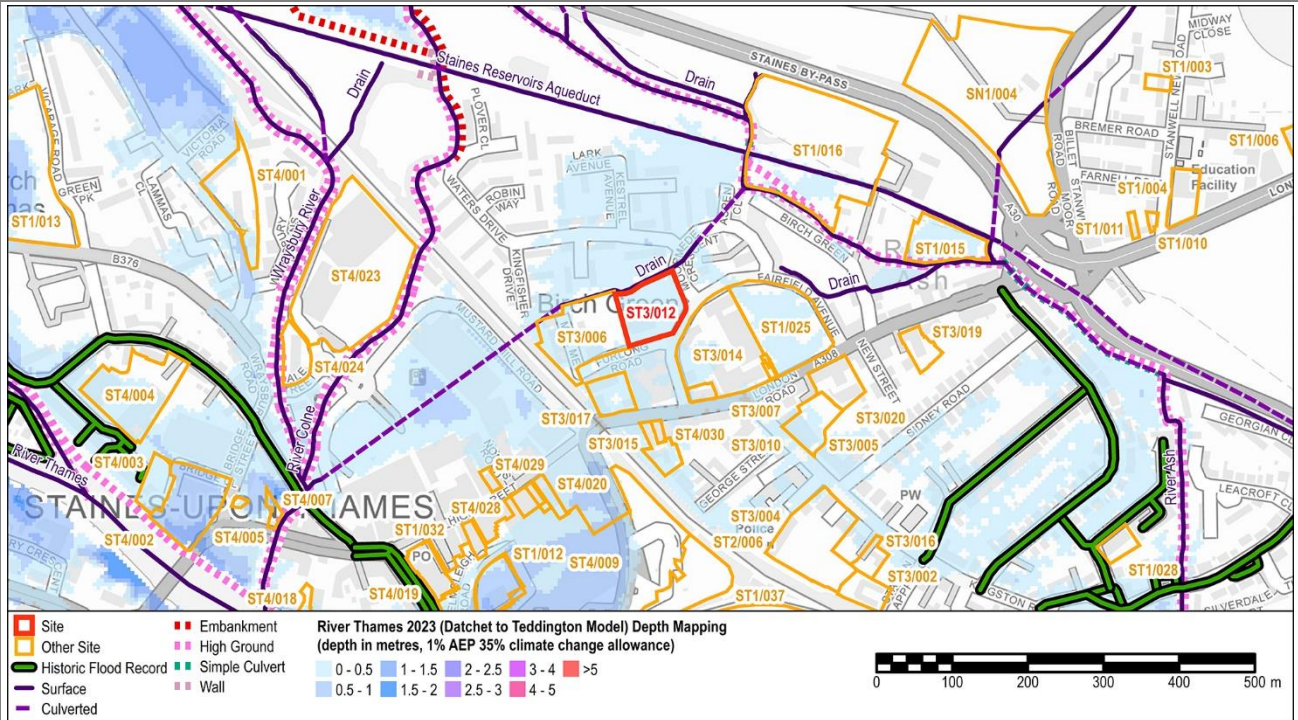 STAINES BY-PASS
MIDWAY CLOSE
ST1/003
SN1/004
STANWELL NEW ROAD
Drain
Staines Reservoirs Aqueduct
Drain
PLOVER CL
BREMER ROAD
ST1/006
VICARAGE ROAD
VICTORIA ROAD
LARK AVENUE
KESTREL AVENUE
ST1/016
Education Facility
ST4/001
GREEN
LAMMAS
ROBIN WAY
WATERS DRIVE
BILLET ROAD
ST1/004
ST1/013
A30
ST1/011
ST1/010
B376
Wraysbury River
ST4/023
KINGFISHER DRIVE
Drain
BIRCH GREEN
ST1/015
Drain
Ash
Birch Green
ST3/012
CRESCENT
FAIRFIELD AVENUE
MUSTARD MILL ROAD
ST3/006
FURLONG ROAD
ST1/025
ST3/014
ST3/019
A308
NEW STREET
ST4/024
ST4/004
ST3/017
LONDON ROAD
ST3/007
ST3/020
SIDNEY ROAD
ST3/015
ST4/030
ST3/010
ST3/005
River Thames
ST4/003
BRIDGE STREET
River Colne
GEORGE STREET
River Ash
GEORGIAN CL
LEACROFT
STAINES-UPON-THAMES
ST4/007
ST4/029
ST4/020
ST4/002
ST4/005
ST4/028
ST3/004
Police
PW
ST1/032
PO
ST1/012
ST4/009
ST2/006
ST3/016
ST3/002
ST1/028
ST4/018
ST4/019
ST1/037
SILVERDALE
Site
Other Site
Historic Flood Record
Surface
Culverted
Embankment
High Ground
Simple Culvert
Wall
River Thames 2023 (Datchet to Teddington Model) Depth Mapping
(depth in metres, 1% AEP 35% climate change allowance)
0 - 0.5
1 - 1.5
2 - 2.5
3 - 4
>5
0.5 - 1
1.5 - 2
2.5 - 3
4 - 5
0 100 200 300 400 500 m